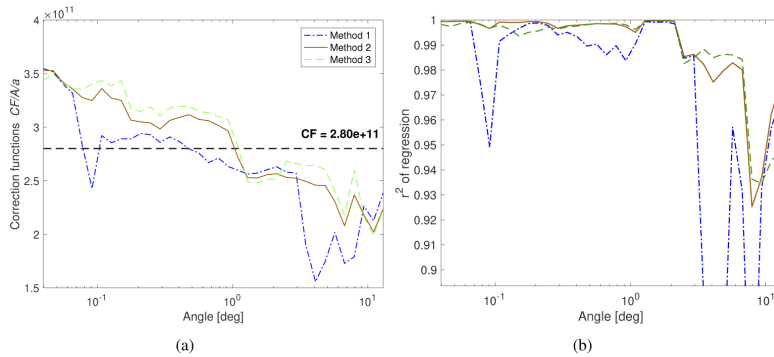 × 10¹¹
Method 1
Method 2
Method 3
CF = 2.80e+11
Correction functions CF/A/a
4
3.5
3
2.5
2
1.5
10⁻¹
10⁰
10¹
Angle [deg]
(a)
r² of regression
1
0.99
0.98
0.97
0.96
0.95
0.94
0.93
0.92
0.91
0.9
10⁻¹
10⁰
10¹
Angle [deg]
(b)